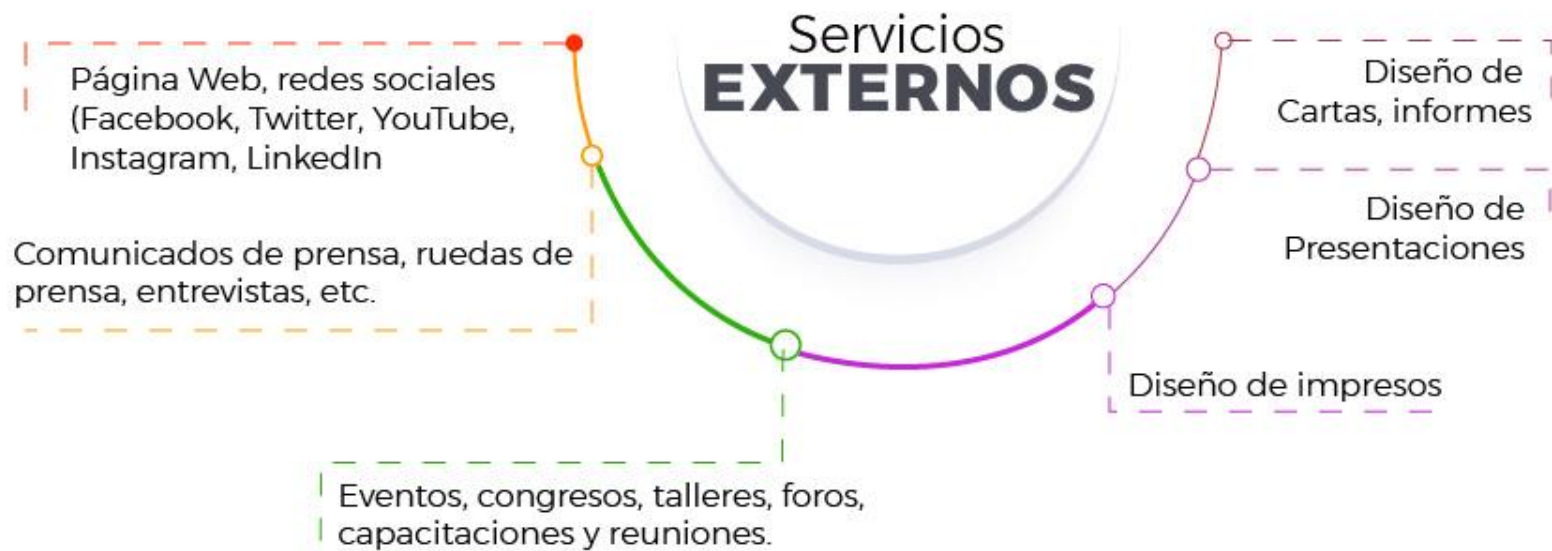 Servicios
EXTERNOS
Página Web, redes sociales
(Facebook, Twitter, YouTube,
Instagram, LinkedIn
Comunicados de prensa, ruedas de
prensa, entrevistas, etc.
Eventos, congresos, talleres, foros,
capacitaciones y reuniones.
Diseño de impresos
Diseño de
Presentaciones
Diseño de
Cartas, informes